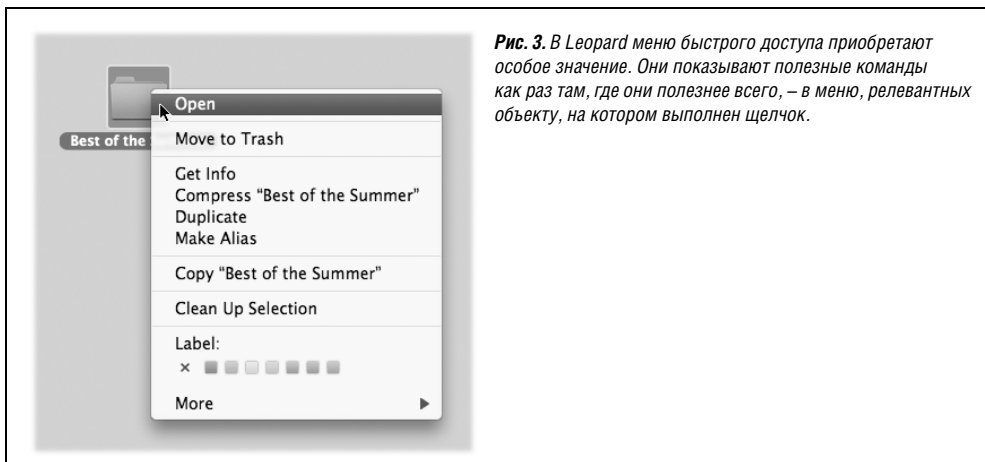 Рис. 3. В Leopard меню быстрого доступа приобретают
особое значение. Они показывают полезные команды
как раз там, где они полезнее всего, – в меню, релевантных
объекту, на котором выполнен щелчок.
Best of the
Open
Move to Trash
Get Info
Compress “Best of the Summer”
Duplicate
Make Alias
Copy “Best of the Summer”
Clean Up Selection
Label:
×
More